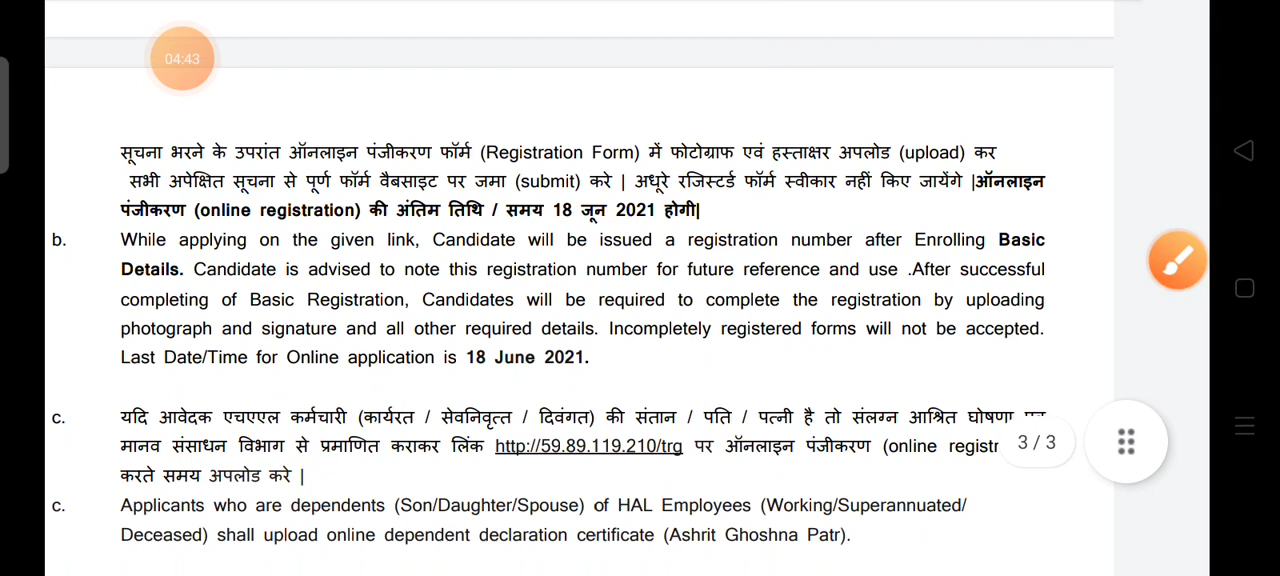 04:43
सूचना भरने के उपरांत ऑनलाइन पंजीकरण फॉर्म (Registration Form) में फोटोग्राफ एवं हस्ताक्षर अपलोड (upload) कर
सभी अपेक्षित सूचना से पूर्ण फॉर्म वैबसाइट पर जमा (submit) करे | अधूरे रजिस्टर्ड फॉर्म स्वीकार नहीं किए जायेंगे |ऑनलाइन
पंजीकरण (online registration) की अंतिम तिथि / समय 18 जून 2021 होगी|
b. While applying on the given link, Candidate will be issued a registration number after Enrolling Basic
Details. Candidate is advised to note this registration number for future reference and use .After successful
completing of Basic Registration, Candidates will be required to complete the registration by uploading
photograph and signature and all other required details. Incompletely registered forms will not be accepted.
Last Date/Time for Online application is 18 June 2021.
c. यदि आवेदक एचएएल कर्मचारी (कार्यरत / सेवनिवृत्त / दिवंगत) की संतान / पति / पत्नी है तो संलग्न आश्रित घोषणा
मानव संसाधन विभाग से प्रमाणित कराकर लिंक http://59.89.119.210/trg पर ऑनलाइन पंजीकरण (online registr
3 / 3
करते समय अपलोड करे |
c. Applicants who are dependents (Son/Daughter/Spouse) of HAL Employees (Working/Superannuated/
Deceased) shall upload online dependent declaration certificate (Ashrit Ghoshna Patr).